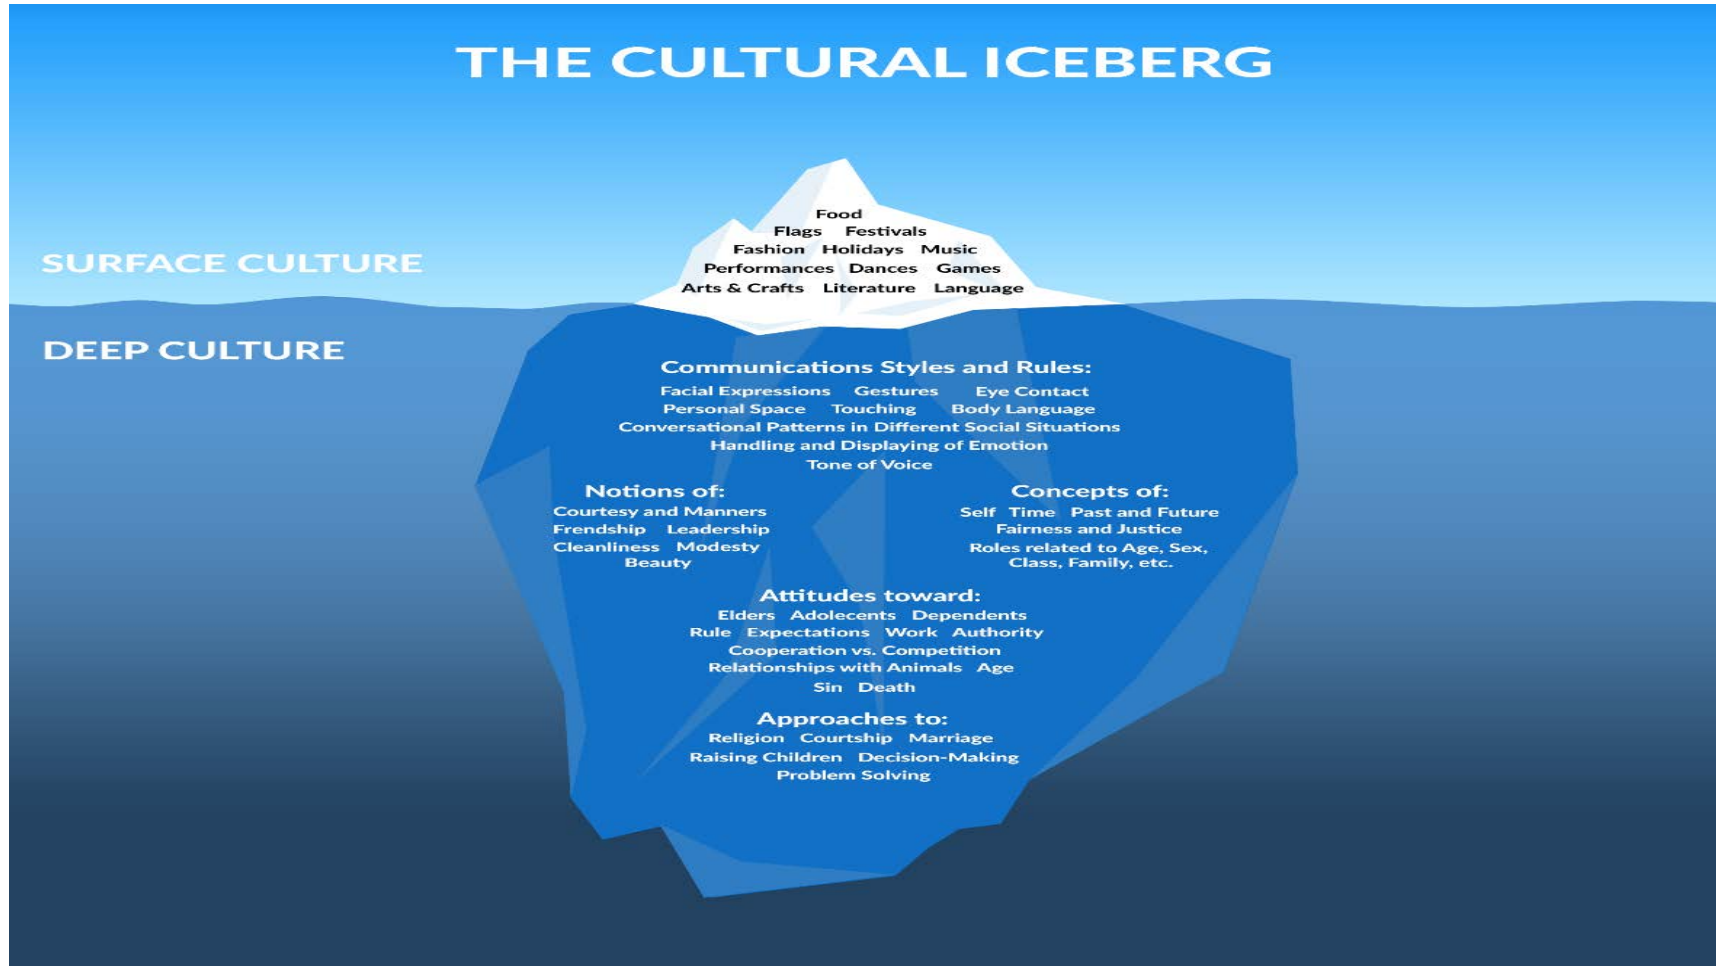 THE CULTURAL ICEBERG
Food
Flags Festivals
Fashion Holidays Music
SURFACE CULTURE
Performances Dances Games
Arts & Crafts Literature Language
DEEP CULTURE
Communications Styles and Rules:
Facial Expressions Gestures Eye Contact
Personal Space Touching Body Language
Conversational Patterns in Different Social Situations
Handling and Displaying of Emotion
Tone of Voice
Notions of:
Courtesy and Manners
Frendship Leadership
Cleanliness Modesty
Beauty
Concepts of:
Self Time Past and Future
Fairness and Justice
Roles related to Age, Sex,
Class, Family, etc.
Attitudes toward:
Elders Adolecents Dependents
Rule Expectations Work Authority
Cooperation vs. Competition
Relationships with Animals Age
Sin Death
Approaches to:
Religion Courtship Marriage
Raising Children Decision-Making
Problem Solving